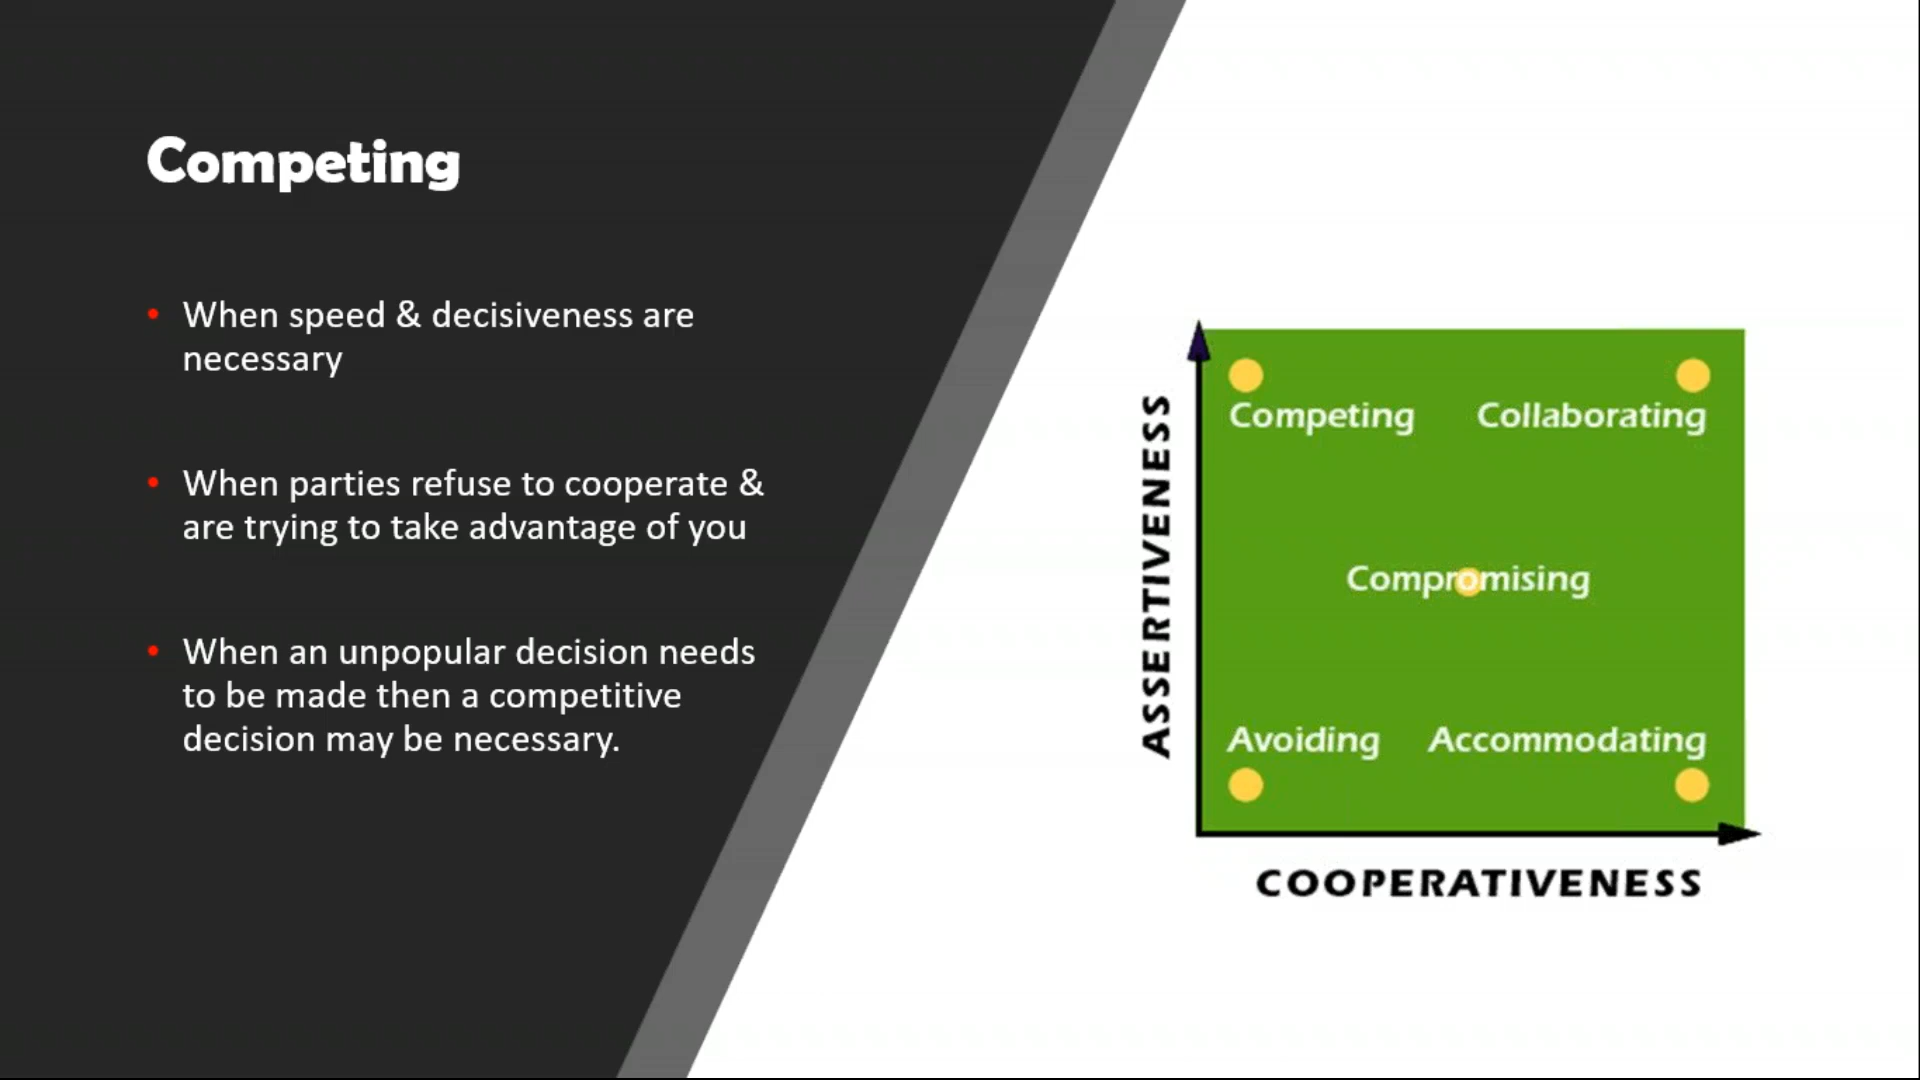 Competing
• When speed & decisiveness are
necessary
• When parties refuse to cooperate &
are trying to take advantage of you
• When an unpopular decision needs
to be made then a competitive
decision may be necessary.
ASSERTIVENESS
Competing
Collaborating
Compromising
Avoiding
Accommodating
COOPERATIVENESS